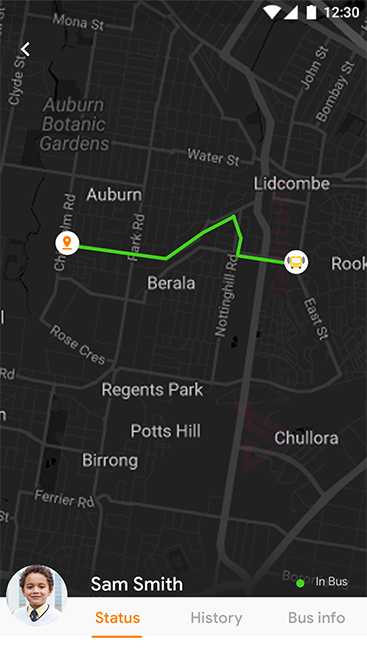 12:30
Mona St
Clyde St
John St
Bombay St
Auburn
Botanic
Gardens
Water St
Lidcombe
Auburn
Park Rd
Rook
Berala
Nottinghill Rd
East St
Rose Cres
Rd
Regents Park
Potts Hill
Chullora
Birrong
Ferrier Rd
St
Sam Smith
In Bus
Status
History
Bus info